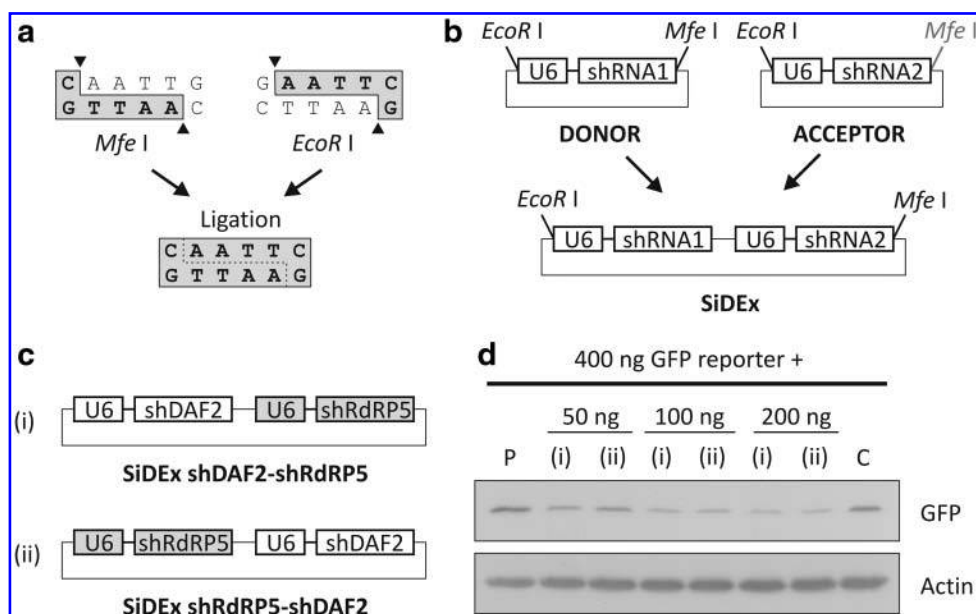 a
C A A T T G
G T T A A C
Mfe I
G A A T T C
C T T A A G
EcoR I
Ligation
C A A T T C
G T T A A G
b
EcoR I
Mfe I
U6
shRNA1
DONOR
EcoR I
Mfe I
U6
shRNA2
ACCEPTOR
EcoR I
Mfe I
U6
shRNA1
U6
shRNA2
SiDEx
c
(i)
U6
shDAF2
U6
shRdRP5
SiDEx shDAF2-shRdRP5
(ii)
U6
shRdRP5
U6
shDAF2
SiDEx shRdRP5-shDAF2
d
400 ng GFP reporter +
50 ng 100 ng 200 ng
P (i) (ii) (i) (ii) (i) (ii) C
GFP
Actin